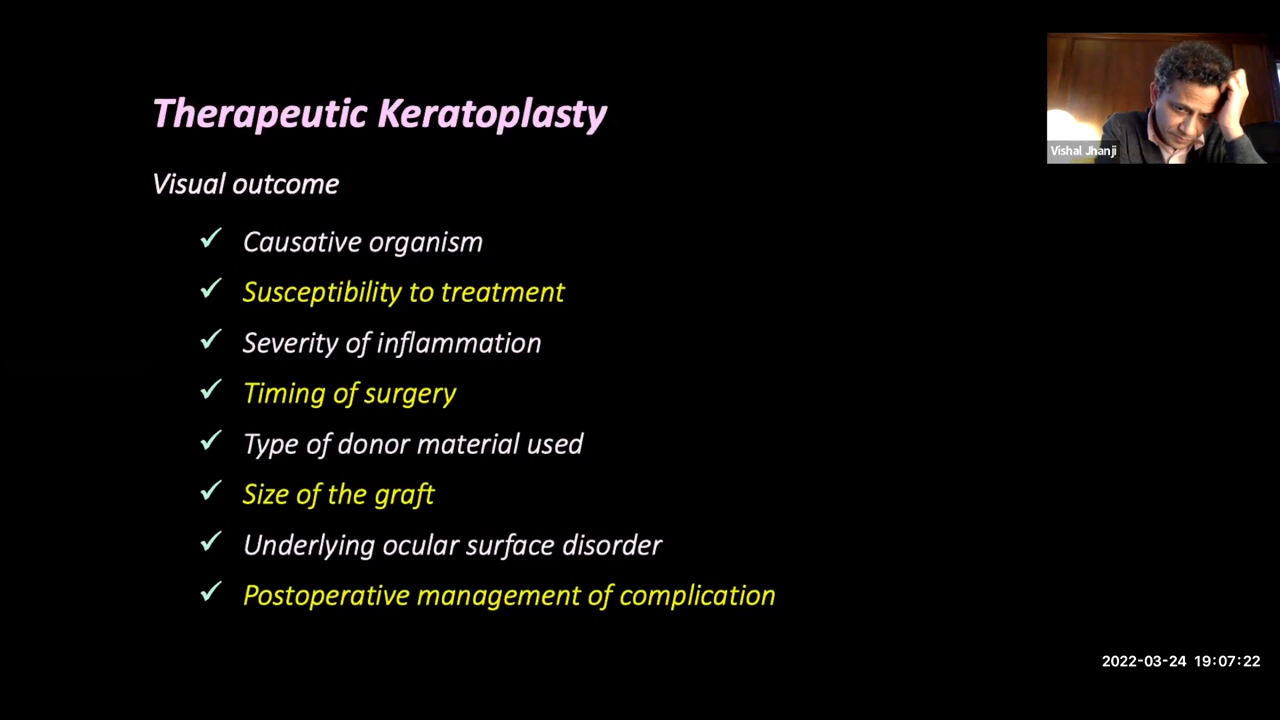 Therapeutic Keratoplasty
Vishal Jhanji
Visual outcome
✓ Causative organism
✓ Susceptibility to treatment
✓ Severity of inflammation
✓ Timing of surgery
✓ Type of donor material used
✓ Size of the graft
✓ Underlying ocular surface disorder
✓ Postoperative management of complication
2022-03-24 19:07:22